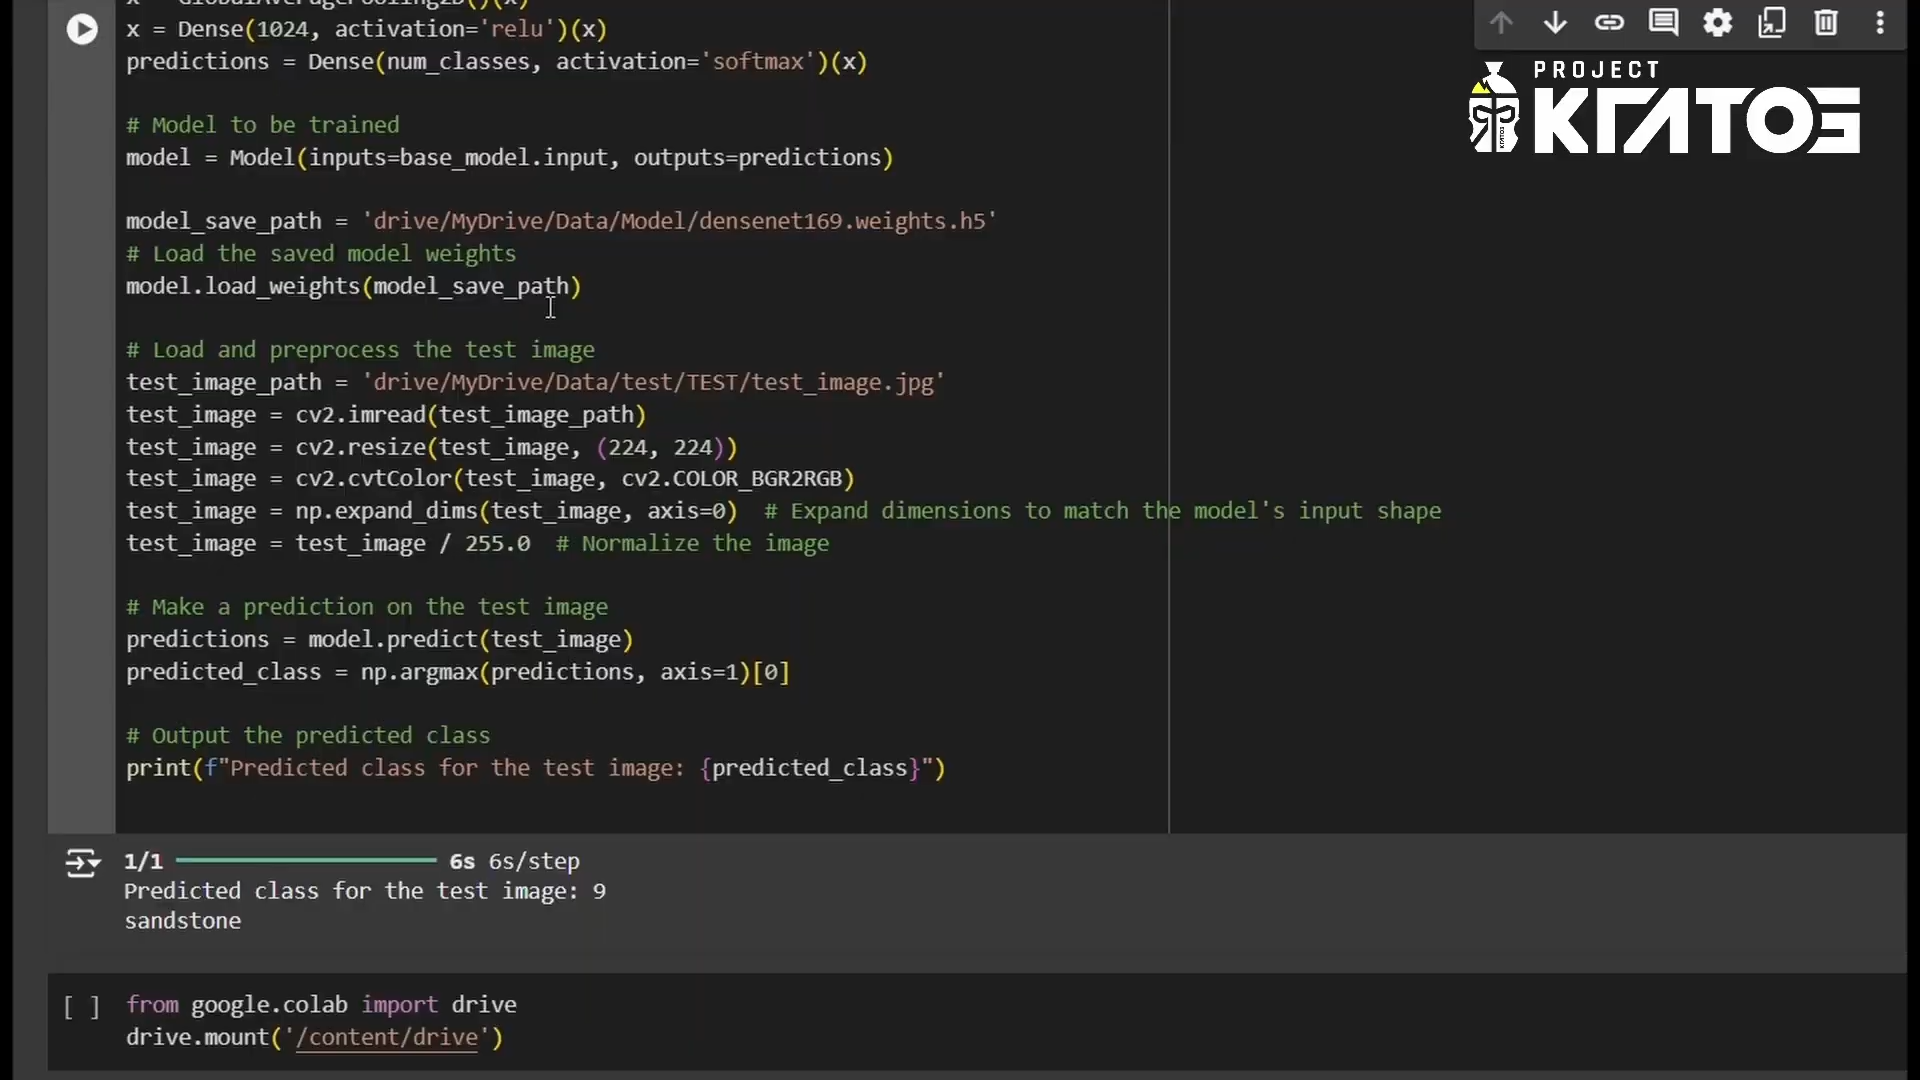 x = GlobalAveragePooling2D()(x)
x = Dense(1024, activation='relu')(x)
predictions = Dense(num_classes, activation='softmax')(x)
# Model to be trained
model = Model(inputs=base_model.input, outputs=predictions)
model_save_path = 'drive/MyDrive/Data/Model/densenet169.weights.h5'
# Load the saved model weights
model.load_weights(model_save_path)
# Load and preprocess the test image
test_image_path = 'drive/MyDrive/Data/test/TEST/test_image.jpg'
test_image = cv2.imread(test_image_path)
test_image = cv2.resize(test_image, (224, 224))
test_image = cv2.cvtColor(test_image, cv2.COLOR_BGR2RGB)
test_image = np.expand_dims(test_image, axis=0)  # Expand dimensions to match the model's input shape
test_image = test_image / 255.0  # Normalize the image
# Make a prediction on the test image
predictions = model.predict(test_image)
predicted_class = np.argmax(predictions, axis=1)[0]
# Output the predicted class
print(f"Predicted class for the test image: {predicted_class}")
1/1 6s 6s/step
Predicted class for the test image: 9
sandstone
[ ] from google.colab import drive
drive.mount('/content/drive')
PROJECT
KRATOS